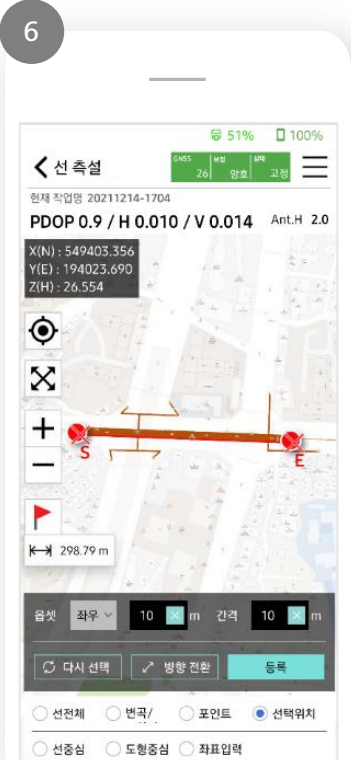 6
51% 100%
선 측설
GNSS 26 보정 양호 상태 고정
현재 작업명 20211214-1704
PDOP 0.9 / H 0.010 / V 0.014 Ant.H 2.0
X(N) : 549403.356
Y(E) : 194023.690
Z(H) : 26.554
S E
298.79 m
옵셋 좌우 10 m 간격 10 m
다시 선택 방향 전환 등록
선전체 변곡/ 포인트 선택위치
선중심 도형중심 좌표입력